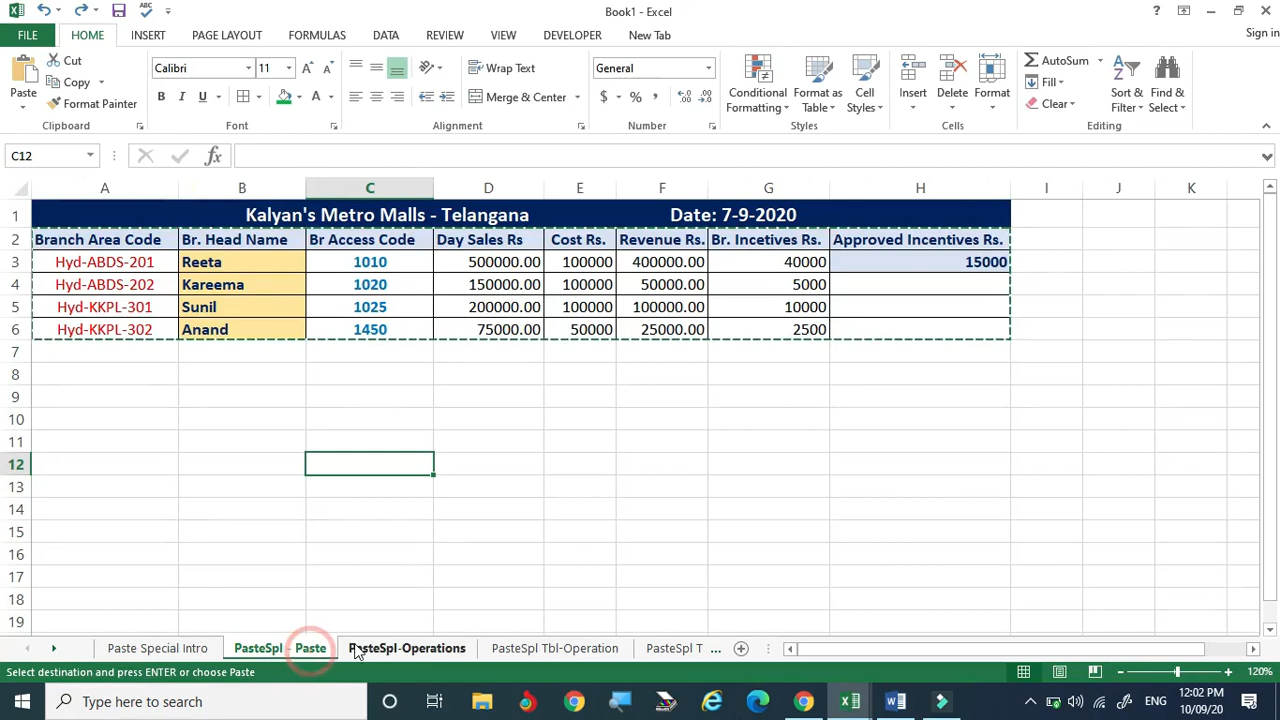 Book1 - Excel
?
FILE HOME INSERT PAGE LAYOUT FORMULAS DATA REVIEW VIEW DEVELOPER New Tab Sign in
Paste Cut Copy Format Painter
Clipboard
Calibri 11
B I U A
Font
Wrap Text
Merge & Center
Alignment
General
$ % ,
Number
Conditional Formatting Format as Table Cell Styles
Styles
Insert Delete Format
Cells
AutoSum Fill Clear Sort & Filter Find & Select
Editing
C12 fx
A B C D E F G H I J K
1 Kalyan's Metro Malls - Telangana Date: 7-9-2020
2 Branch Area Code Br. Head Name Br Access Code Day Sales Rs Cost Rs. Revenue Rs. Br. Incetives Rs. Approved Incentives Rs.
3 Hyd-ABDS-201 Reeta 1010 500000.00 100000 400000.00 40000 15000
4 Hyd-ABDS-202 Kareema 1020 150000.00 100000 50000.00 5000
5 Hyd-KKPL-301 Sunil 1025 200000.00 100000 100000.00 10000
6 Hyd-KKPL-302 Anand 1450 75000.00 50000 25000.00 2500
7
8
9
10
11
12
13
14
15
16
17
18
19
Paste Special Intro PasteSpl - Paste PasteSpl-Operations PasteSpl Tbl-Operation PasteSpl T ...
Select destination and press ENTER or choose Paste 120%
Type here to search ENG 12:02 PM
10/09/20